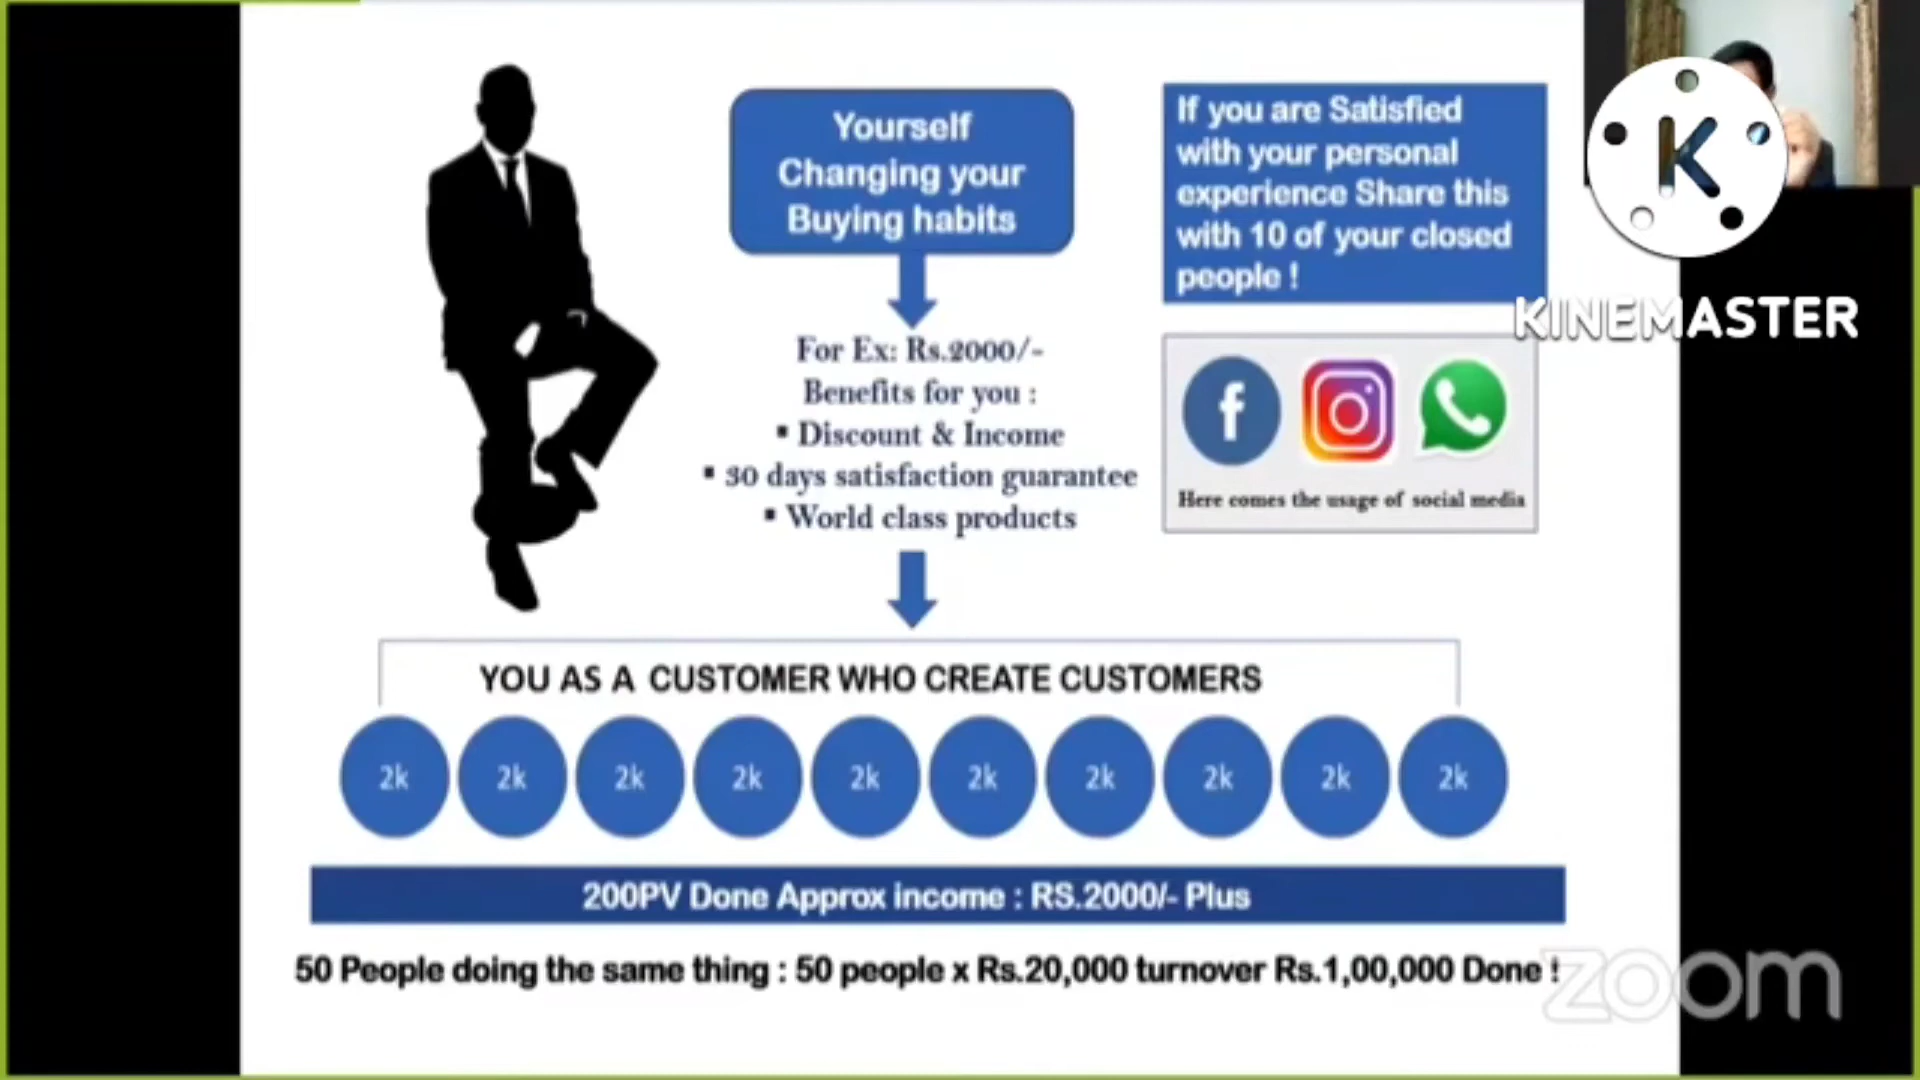 Yourself
Changing your
Buying habits
If you are Satisfied
with your personal
experience Share this
with 10 of your closed
people !
K
KINEMASTER
For Ex: Rs.2000/-
Benefits for you :
▪ Discount & Income
▪ 30 days satisfaction guarantee
▪ World class products
f
Here comes the usage of social media
YOU AS A CUSTOMER WHO CREATE CUSTOMERS
2k 2k 2k 2k 2k 2k 2k 2k 2k 2k
200PV Done Approx income : RS.2000/- Plus
50 People doing the same thing : 50 people x Rs.20,000 turnover Rs.1,00,000 Done !
zoom